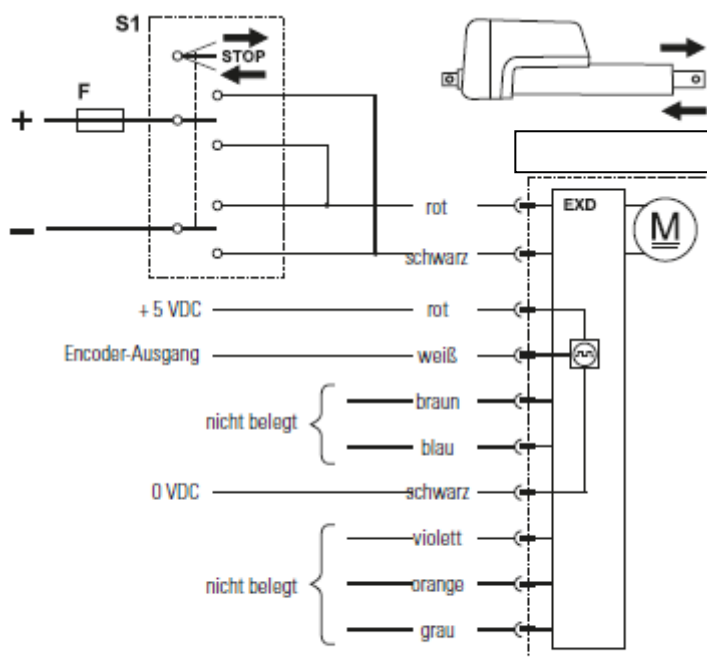 S1
STOP
F
+
−
rot
EXD
M
schwarz
+ 5 VDC
rot
Encoder-Ausgang
weiß
braun
nicht belegt
blau
0 VDC
schwarz
violett
nicht belegt
orange
grau